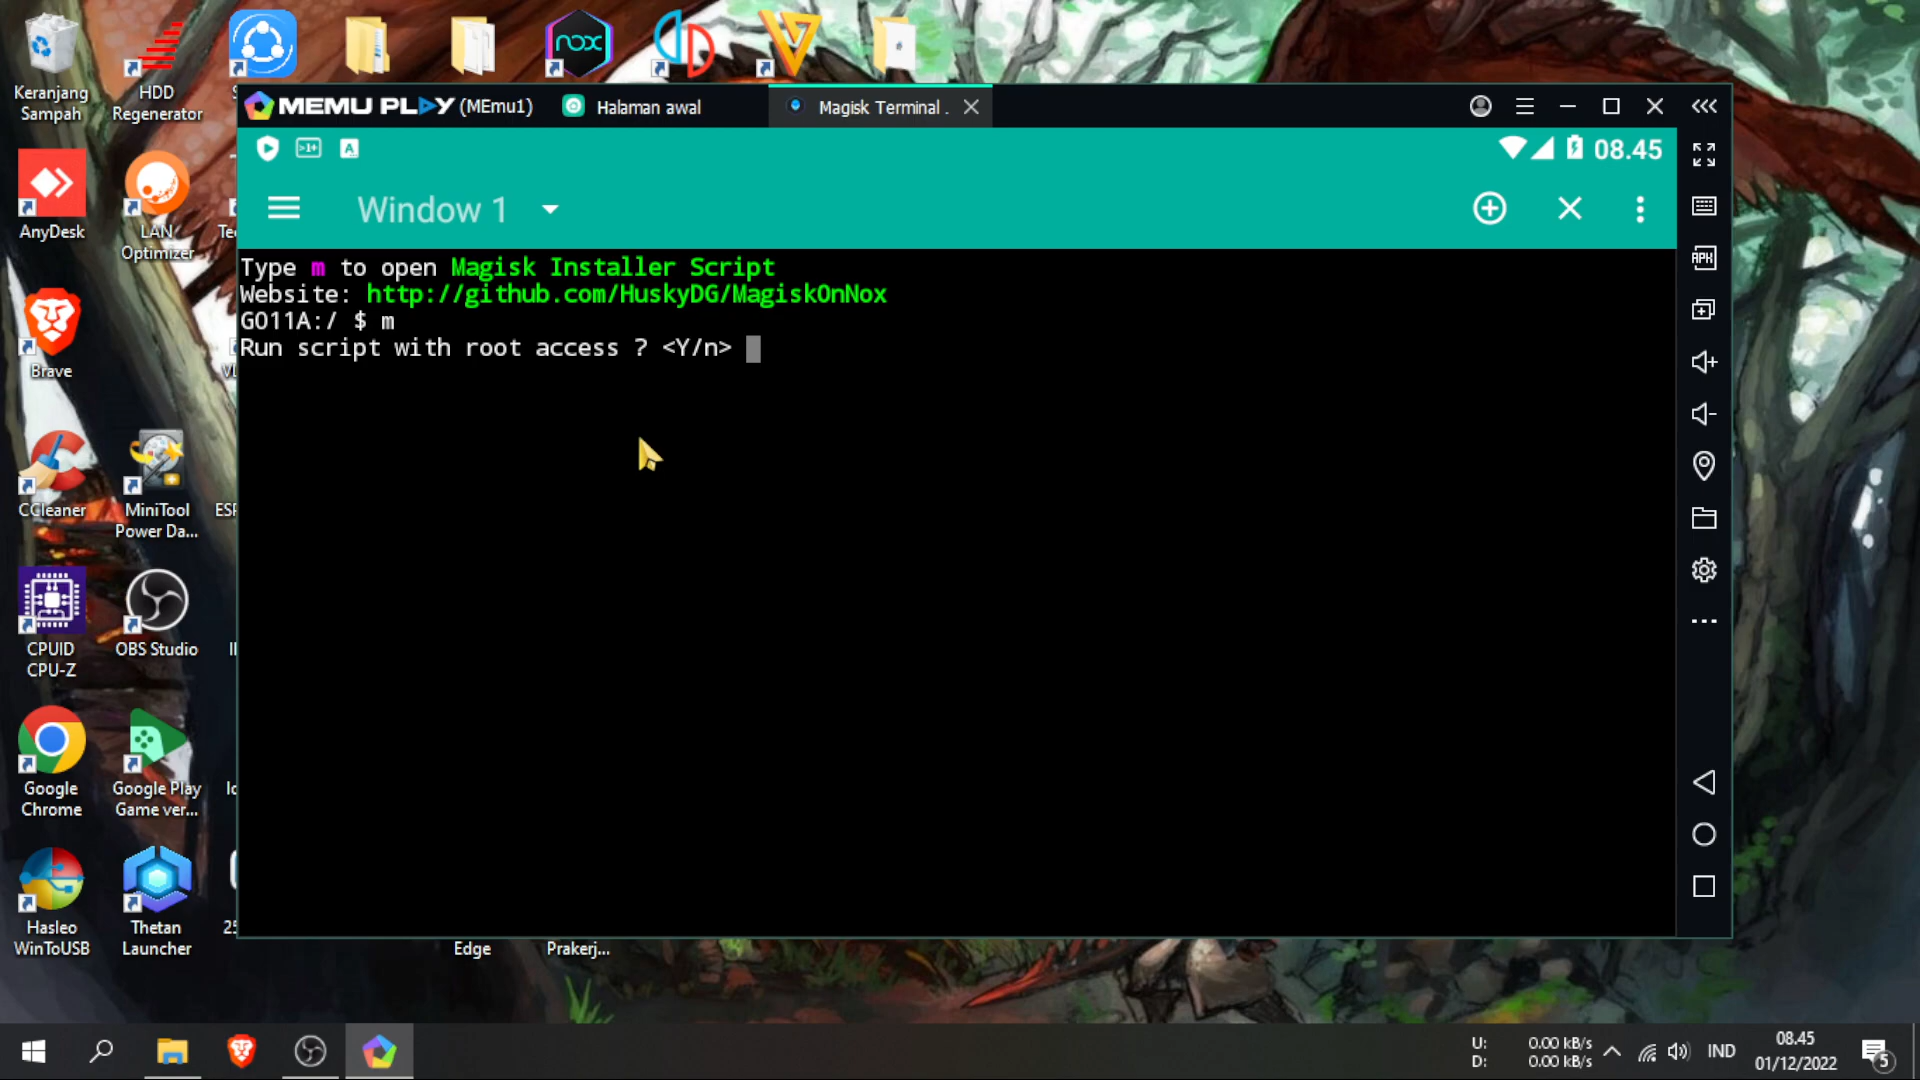 Keranjang
Sampah
HDD
Regenerator
nox
MEMU PLAY (MEmu1)
Halaman awal
Magisk Terminal .
08.45
Window 1
APK
Type m to open Magisk Installer Script
Website: http://github.com/HuskyDG/MagiskOnNox
G011A:/ $ m
Run script with root access ? <Y/n>
AnyDesk
LAN
Optimizer
Brave
CCleaner
MiniTool
Power Da...
CPUID
CPU-Z
OBS Studio
Google
Chrome
Google Play
Game ver...
Hasleo
WinToUSB
Thetan
Launcher
Edge
Prakerj...
U: 0.00 kB/s
D: 0.00 kB/s
IND
08.45
01/12/2022
5